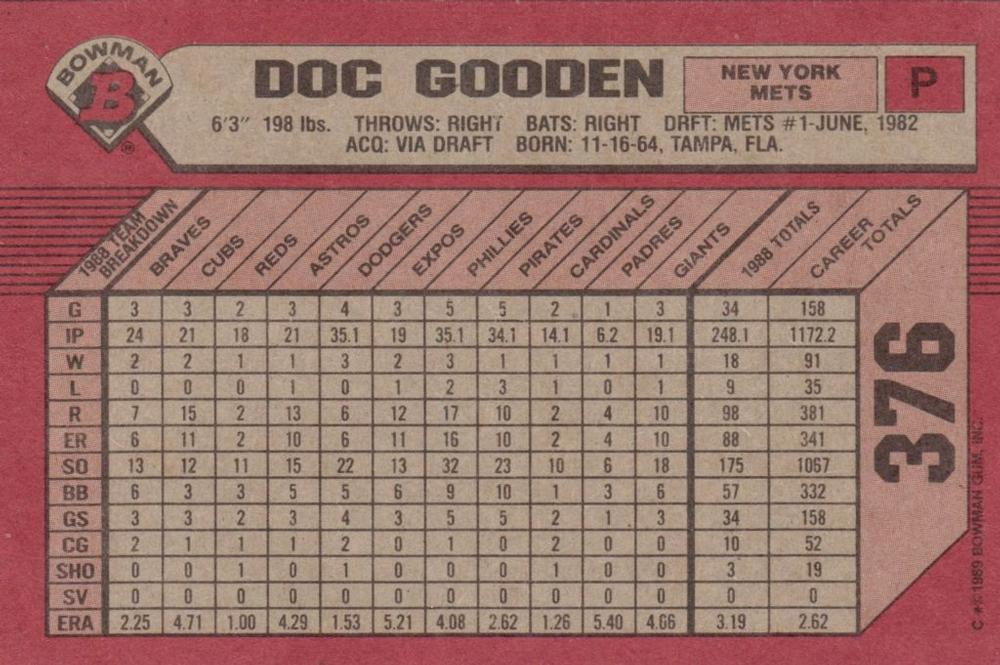 BOWMAN
B
DOC GOODEN
NEW YORK
METS
P
6'3" 198 lbs. THROWS: RIGHT BATS: RIGHT DRFT: METS #1-JUNE, 1982
ACQ: VIA DRAFT BORN: 11-16-64, TAMPA, FLA.
1988 TEAM BREAKDOWN BRAVES CUBS REDS ASTROS DODGERS EXPOS PHILLIES PIRATES CARDINALS PADRES GIANTS 1988 TOTALS CAREER TOTALS
G 3 3 2 3 4 3 5 5 2 1 3 34 158
IP 24 21 18 21 35.1 19 35.1 34.1 14.1 6.2 19.1 248.1 1172.2
W 2 2 1 1 3 2 3 1 1 1 1 18 91
L 0 0 0 1 0 1 2 3 1 0 1 9 35
R 7 15 2 13 6 12 17 10 2 4 10 98 381
ER 6 11 2 10 6 11 16 10 2 4 10 88 341
SO 13 12 11 15 22 13 32 23 10 6 18 175 1067
BB 6 3 3 5 5 6 9 10 1 3 6 57 332
GS 3 3 2 3 4 3 5 5 2 1 3 34 158
CG 2 1 1 1 2 0 1 0 2 0 0 10 52
SHO 0 0 1 0 1 0 0 0 1 0 0 3 19
SV 0 0 0 0 0 0 0 0 0 0 0 0 0
ERA 2.25 4.71 1.00 4.29 1.53 5.21 4.08 2.62 1.26 5.40 4.66 3.19 2.62
376
C #©1989 BOWMAN GUM, INC.